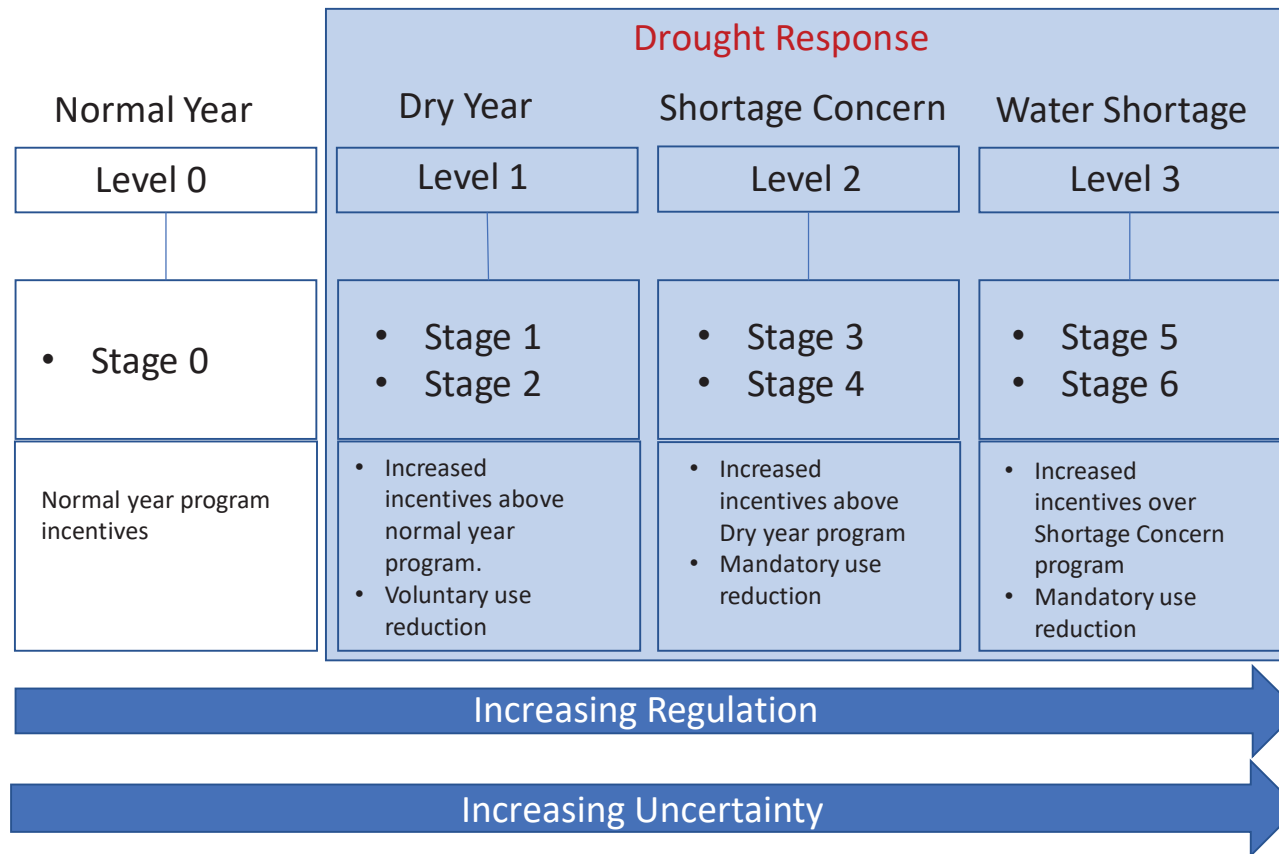 Drought Response
Normal Year
Dry Year
Shortage Concern
Water Shortage
Level 0
Level 1
Level 2
Level 3
• Stage 0
• Stage 1
• Stage 2
• Stage 3
• Stage 4
• Stage 5
• Stage 6
Normal year program
incentives
• Increased
incentives above
normal year
program.
• Voluntary use
reduction
• Increased
incentives above
Dry year program
• Mandatory use
reduction
• Increased
incentives over
Shortage Concern
program
• Mandatory use
reduction
Increasing Regulation
Increasing Uncertainty